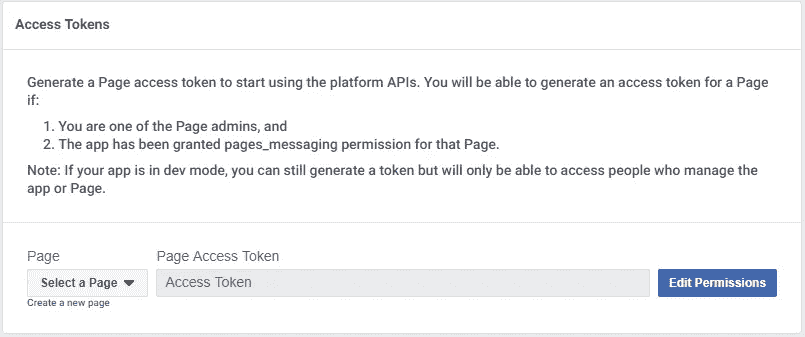 Access Tokens
Generate a Page access token to start using the platform APIs. You will be able to generate an access token for a Page
if:
1. You are one of the Page admins, and
2. The app has been granted pages_messaging permission for that Page.
Note: If your app is in dev mode, you can still generate a token but will only be able to access people who manage the
app or Page.
Page Page Access Token
Select a Page Access Token Edit Permissions
Create a new page